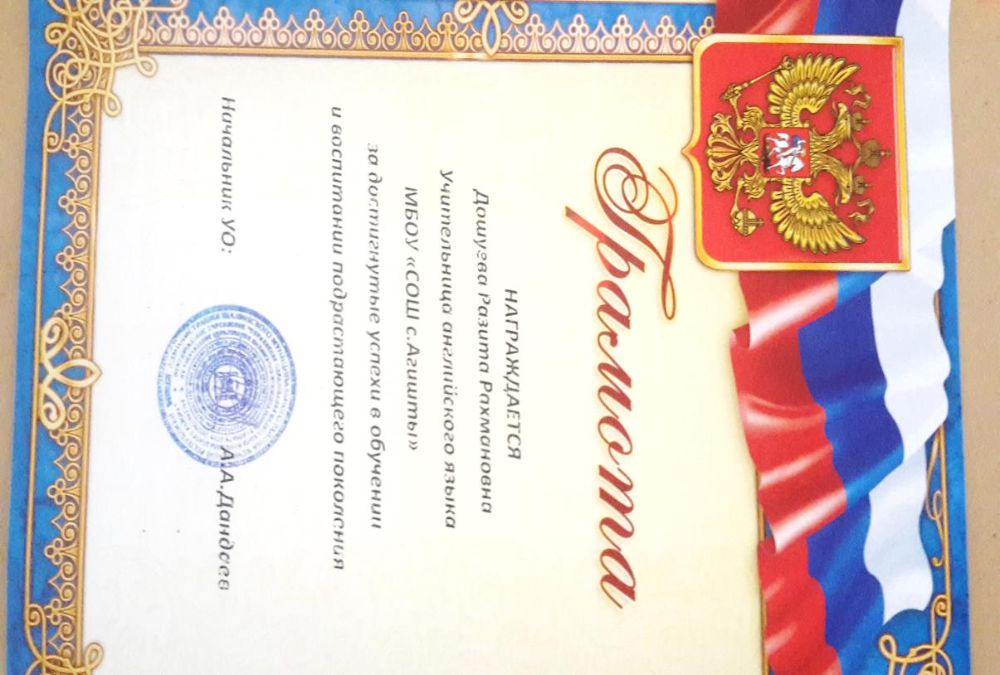 Грамота
НАГРАЖДАЕТСЯ
Дошуева Разита Рахмановна
Учительница английского языка
МБОУ «СОШ с.Агишты»
за достигнутые успехи в обучении
и воспитании подрастающего поколения
Начальник УО: А.А.Дандаев